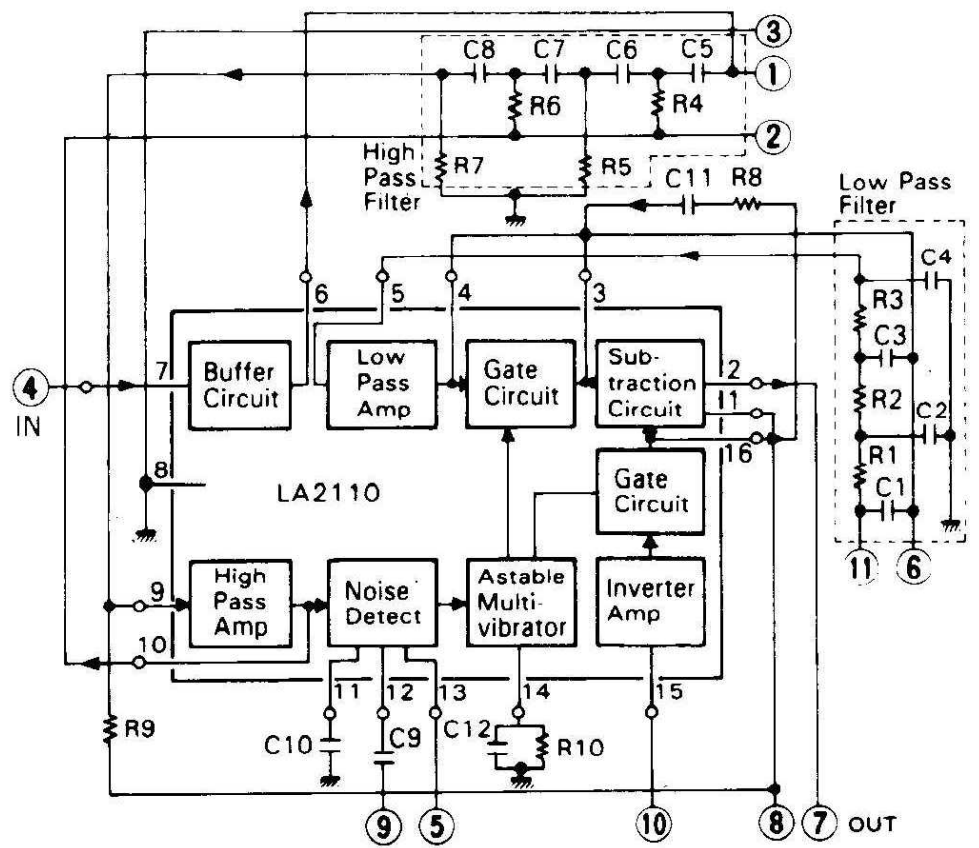 3
C8 C7 C6 C5
1
R6 R4
2
High
Pass
Filter
R7 R5
C11 R8
Low Pass
Filter
C4
R3
C3
R2
C2
R1
C1
11 6
6 5 4 3
4
IN
7
Buffer
Circuit
Low
Pass
Amp
Gate
Circuit
Sub-
traction
Circuit
2
1
16
8
LA2110
Gate
Circuit
9
High
Pass
Amp
Noise
Detect
Astable
Multi-
vibrator
Inverter
Amp
10
11 12 13 14 15
R9
C10 C9 C12 R10
9 5 10 8 7 OUT